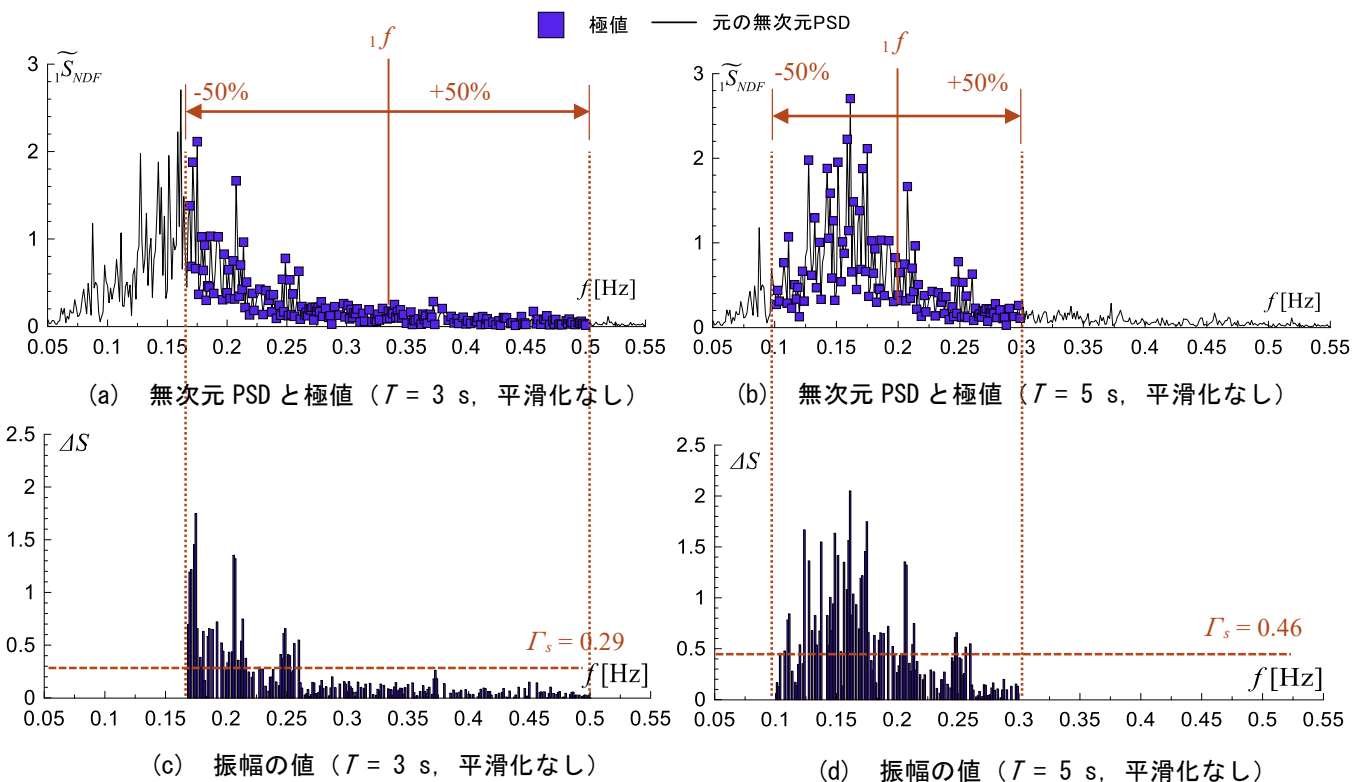 極値 元の無次元PSD
₁f ₁f
3 ₁S̃_NDF -50% +50%
2
1
f [Hz]
0
0.05 0.1 0.15 0.2 0.25 0.3 0.35 0.4 0.45 0.5 0.55
(a) 無次元 PSD と極値（T = 3 s, 平滑化なし）
3 ₁S̃_NDF -50% +50%
2
1
f [Hz]
0
0.05 0.1 0.15 0.2 0.25 0.3 0.35 0.4 0.45 0.5 0.55
(b) 無次元 PSD と極値（T = 5 s, 平滑化なし）
2.5 ΔS
2
1.5
1
0.5 Γ_s = 0.29
f [Hz]
0
0.05 0.1 0.15 0.2 0.25 0.3 0.35 0.4 0.45 0.5 0.55
(c) 振幅の値（T = 3 s, 平滑化なし）
2.5
ΔS
2
1.5
1
Γ_s = 0.46
0.5
f [Hz]
0
0.05 0.1 0.15 0.2 0.25 0.3 0.35 0.4 0.45 0.5 0.55
(d) 振幅の値（T = 5 s, 平滑化なし）